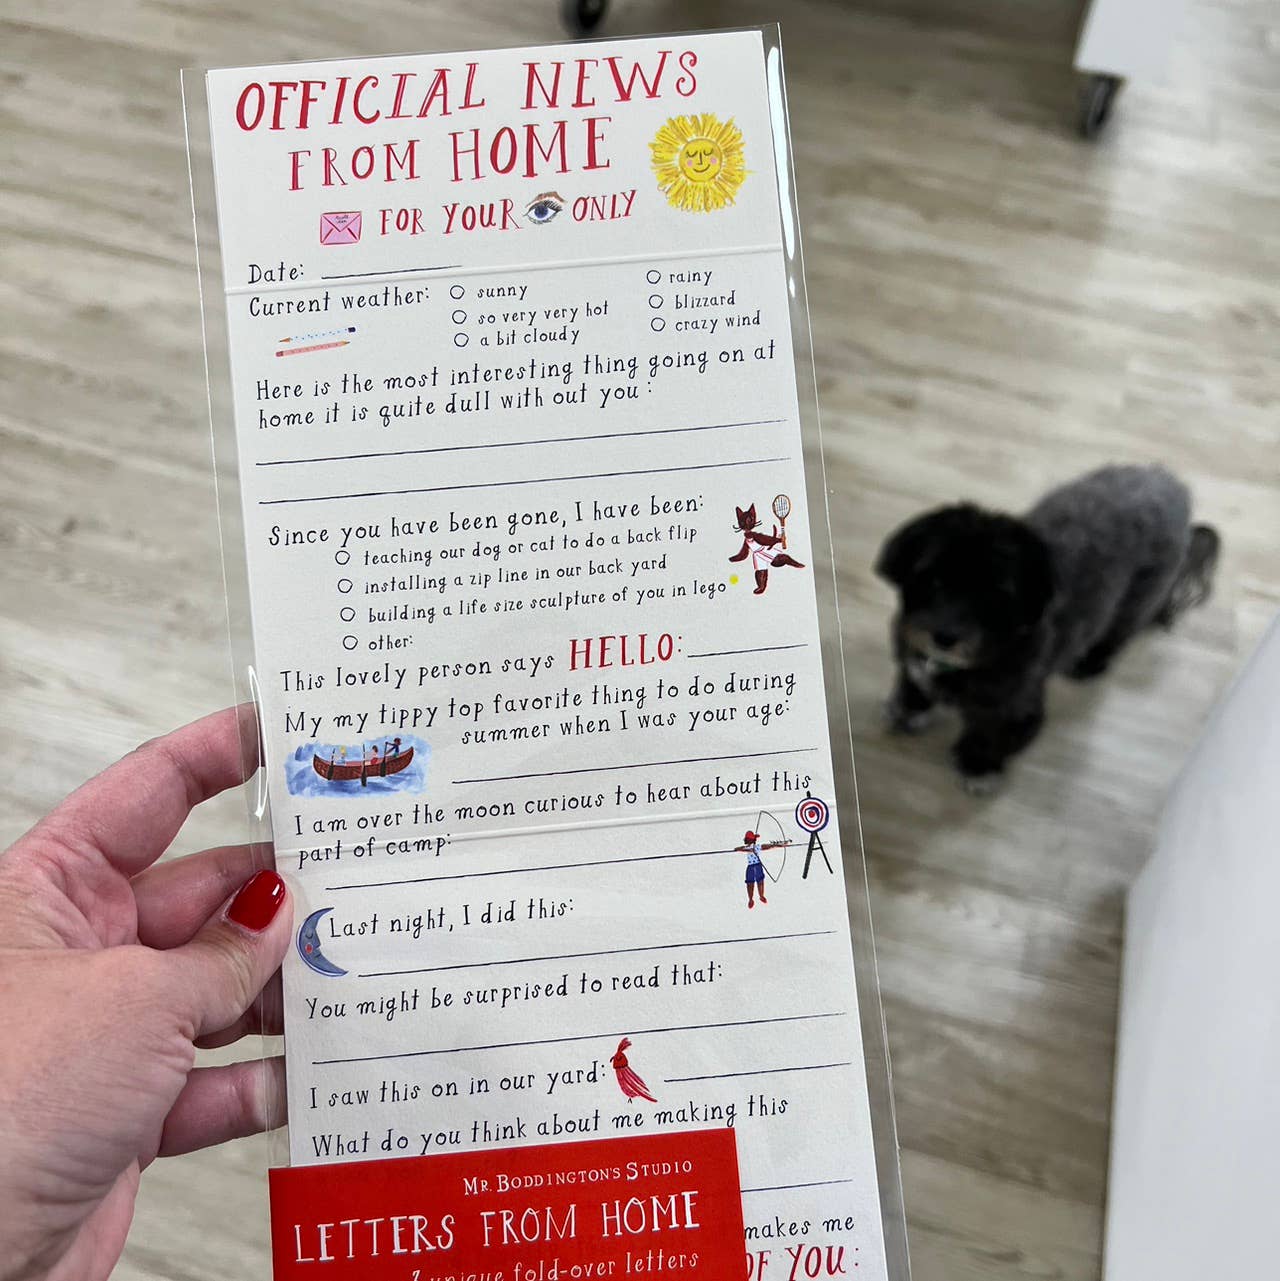 OFFICIAL NEWS
FROM HOME
FOR YOUR ONLY
Date:
Current weather:
sunny
so very very hot
a bit cloudy
rainy
blizzard
crazy wind
Here is the most interesting thing going on at
home it is quite dull with out you :
Since you have been gone, I have been:
teaching our dog or cat to do a back flip
installing a zip line in our back yard
building a life size sculpture of you in lego
other:
This lovely person says HELLO:
My my tippy top favorite thing to do during
summer when I was your age:
I am over the moon curious to hear about this
part of camp:
Last night, I did this:
You might be surprised to read that:
I saw this on in our yard:
What do you think about me making this
makes me
OF YOU:
MR. BODDINGTON'S STUDIO
LETTERS FROM HOME
unique fold-over letters